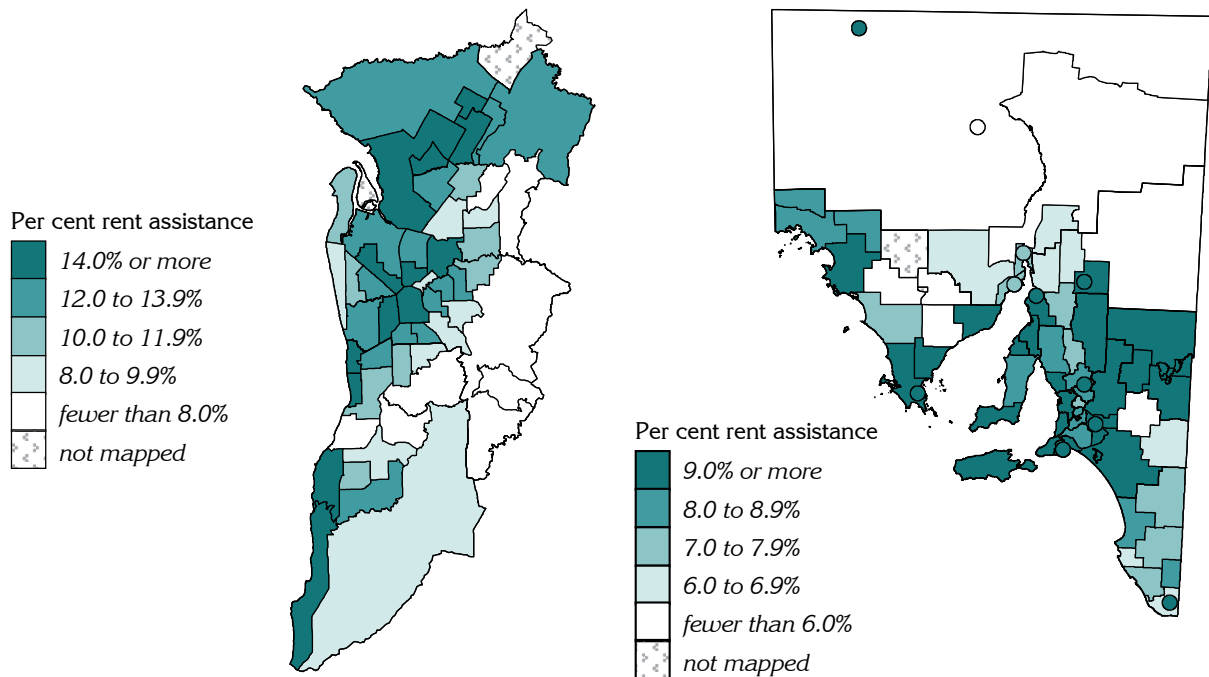 Per cent rent assistance
14.0% or more
12.0 to 13.9%
10.0 to 11.9%
8.0 to 9.9%
fewer than 8.0%
not mapped
Per cent rent assistance
9.0% or more
8.0 to 8.9%
7.0 to 7.9%
6.0 to 6.9%
fewer than 6.0%
not mapped